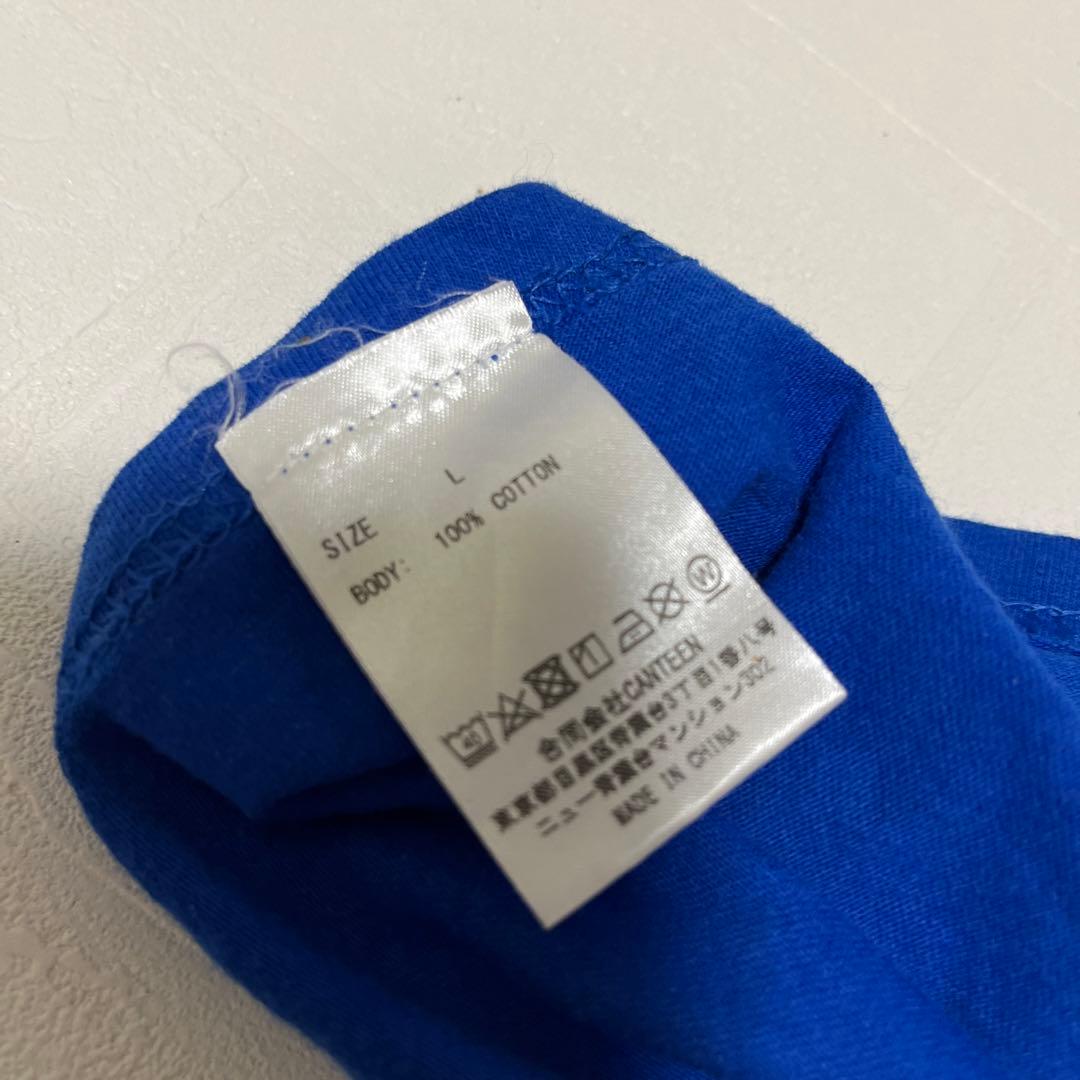 SIZE L
BODY: 100% COTTON
40 W
合同会社CANTEEN
東京都目黒区青葉台3丁目1番八号
ニュー青葉台マンション302
MADE IN CHINA